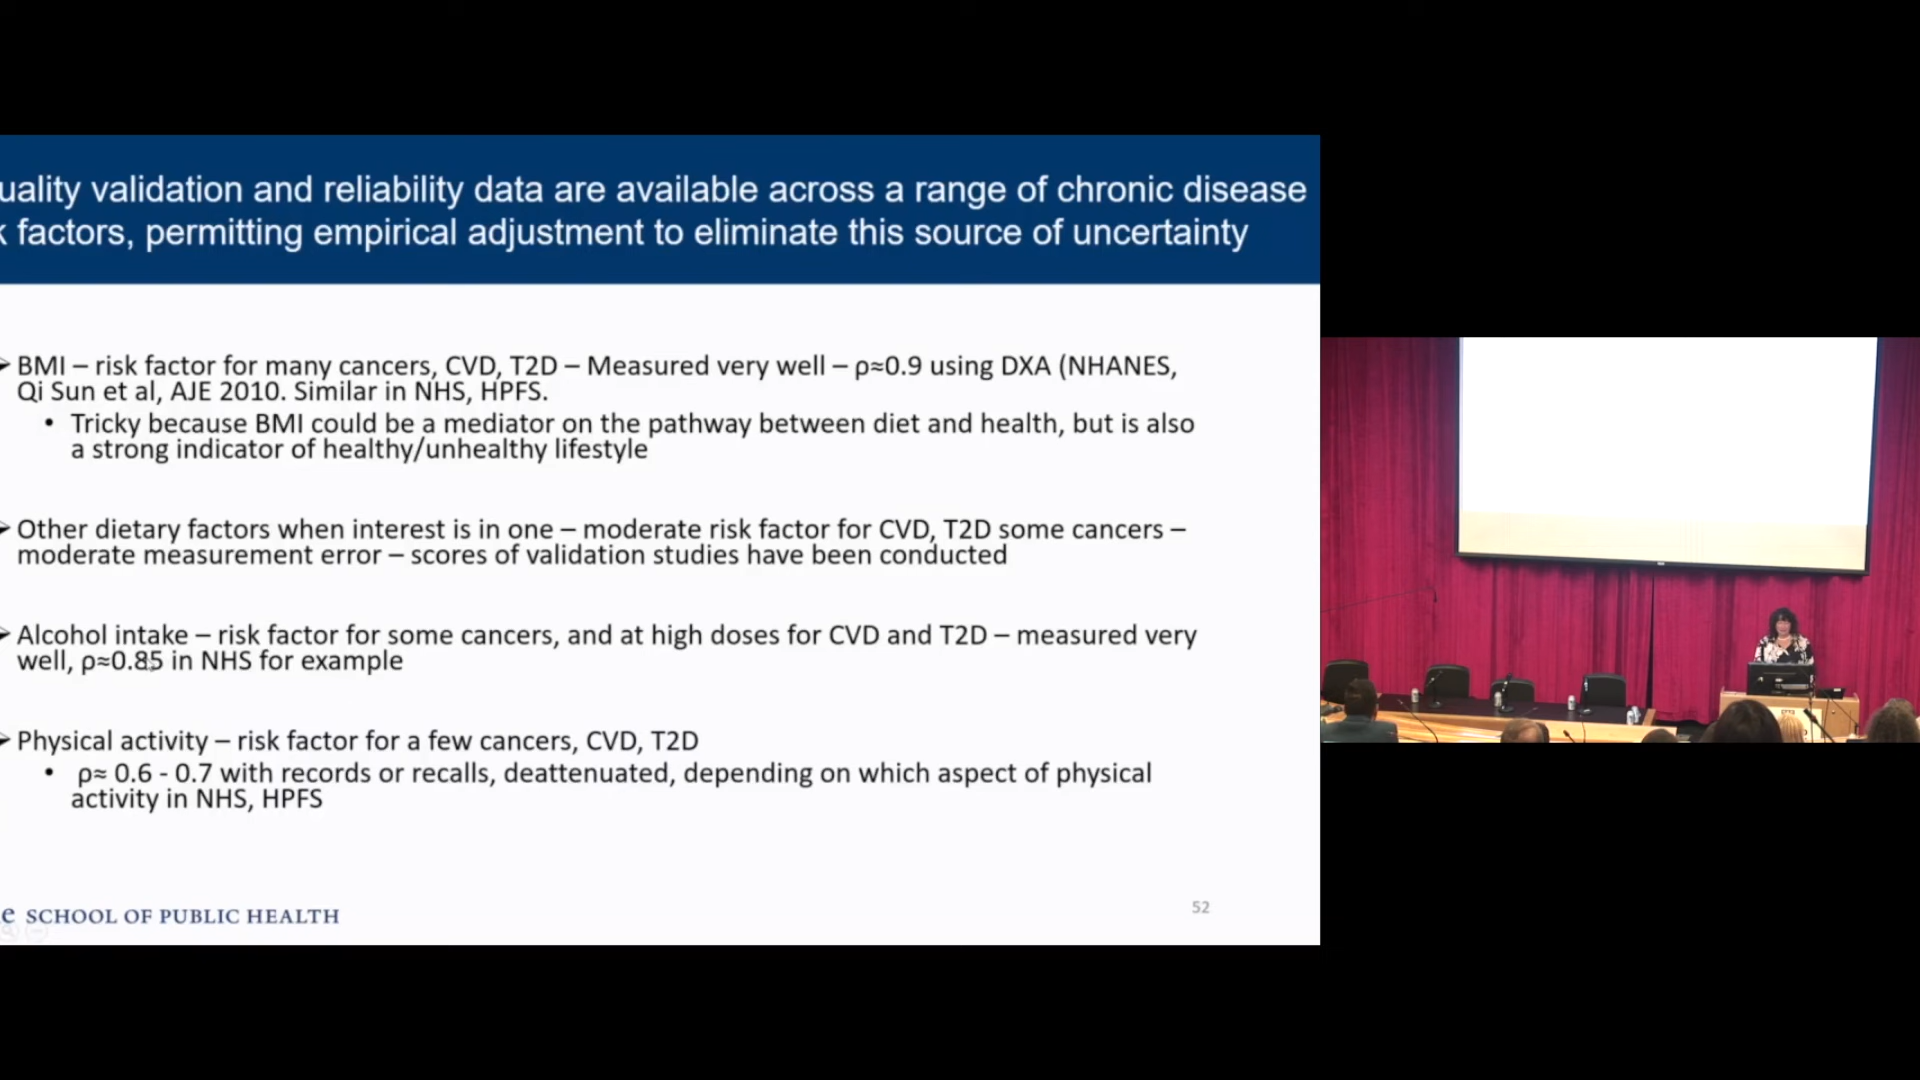 uality validation and reliability data are available across a range of chronic disease
k factors, permitting empirical adjustment to eliminate this source of uncertainty
➢ BMI – risk factor for many cancers, CVD, T2D – Measured very well – ρ≈0.9 using DXA (NHANES,
Qi Sun et al, AJE 2010. Similar in NHS, HPFS.
• Tricky because BMI could be a mediator on the pathway between diet and health, but is also
a strong indicator of healthy/unhealthy lifestyle
➢ Other dietary factors when interest is in one – moderate risk factor for CVD, T2D some cancers –
moderate measurement error – scores of validation studies have been conducted
➢ Alcohol intake – risk factor for some cancers, and at high doses for CVD and T2D – measured very
well, ρ≈0.85 in NHS for example
➢ Physical activity – risk factor for a few cancers, CVD, T2D
• ρ≈ 0.6 - 0.7 with records or recalls, deattenuated, depending on which aspect of physical
activity in NHS, HPFS
e SCHOOL OF PUBLIC HEALTH
52